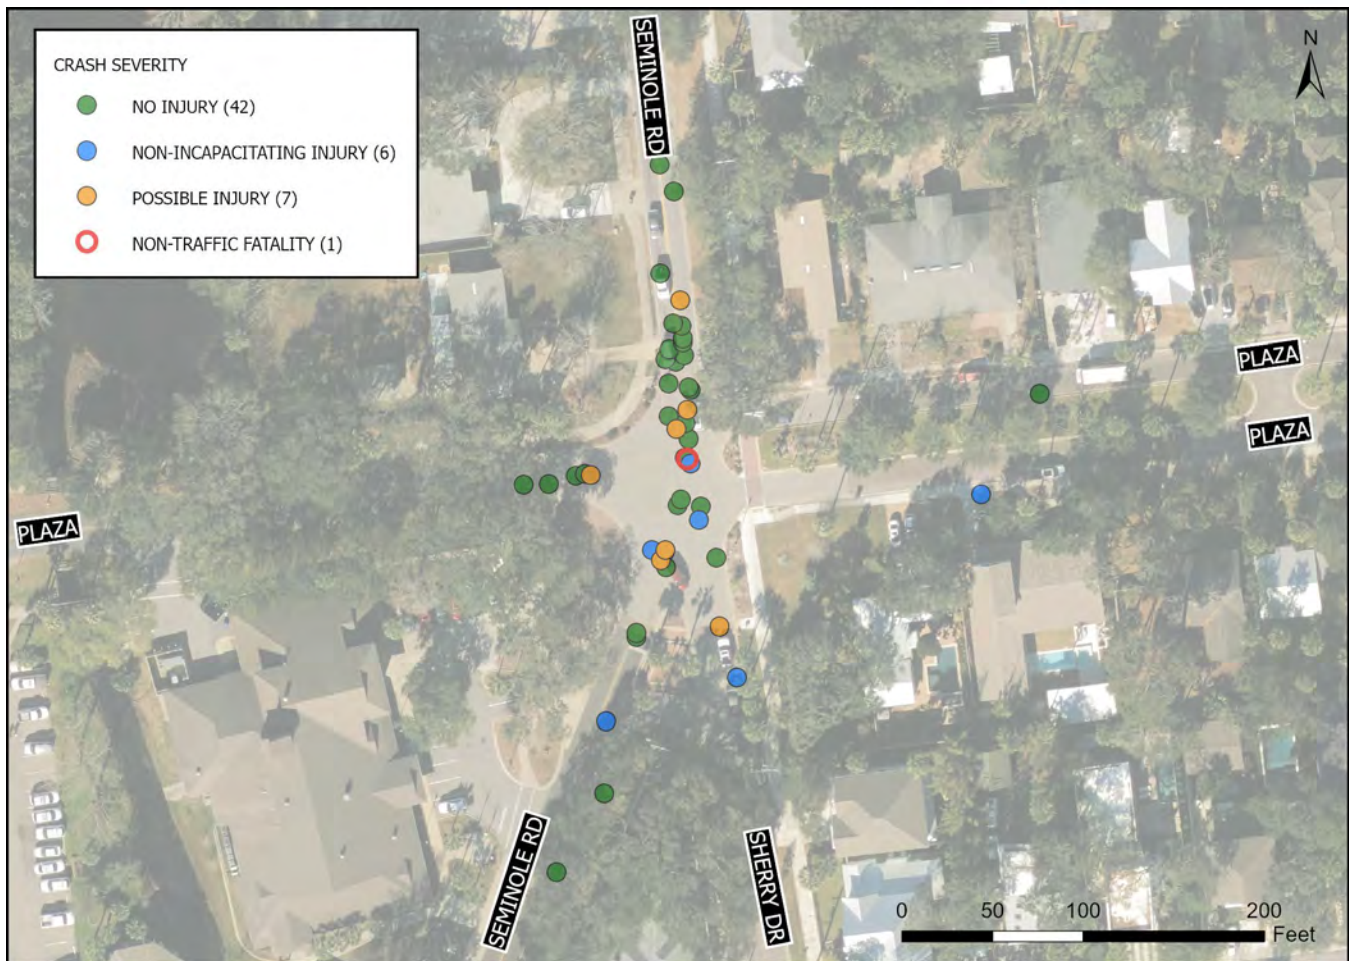 SEMINOLE RD
N
CRASH SEVERITY
NO INJURY (42)
NON-INCAPACITATING INJURY (6)
POSSIBLE INJURY (7)
NON-TRAFFIC FATALITY (1)
PLAZA
PLAZA
PLAZA
SEMINOLE RD
SHERRY DR
0 50 100 200
Feet